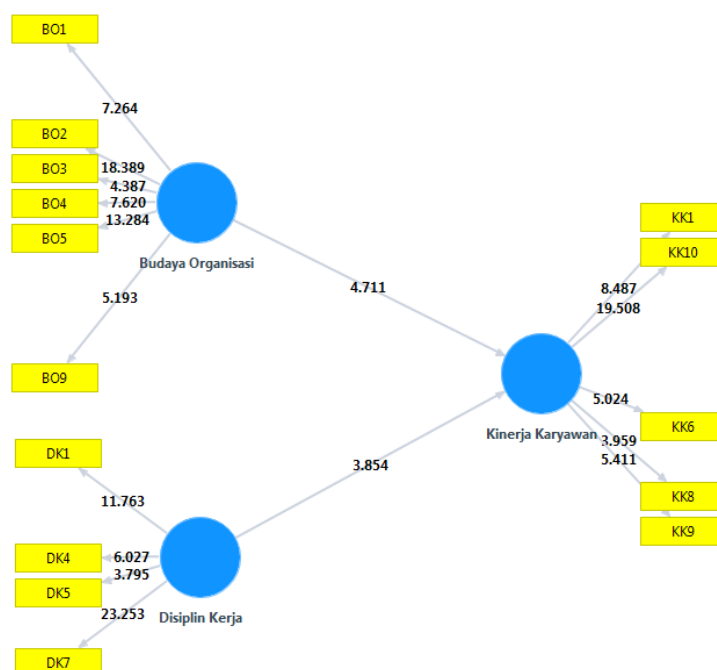 BO1
7.264
BO2
18.389
BO3
4.387
BO4
7.620
BO5
13.284
Budaya Organisasi
5.193
BO9
4.711
KK1
KK10
8.487
19.508
5.024
KK6
Kinerja Karyawan
3.959
5.411
KK8
KK9
3.854
DK1
11.763
DK4
6.027
DK5
3.795
23.253
Disiplin Kerja
DK7